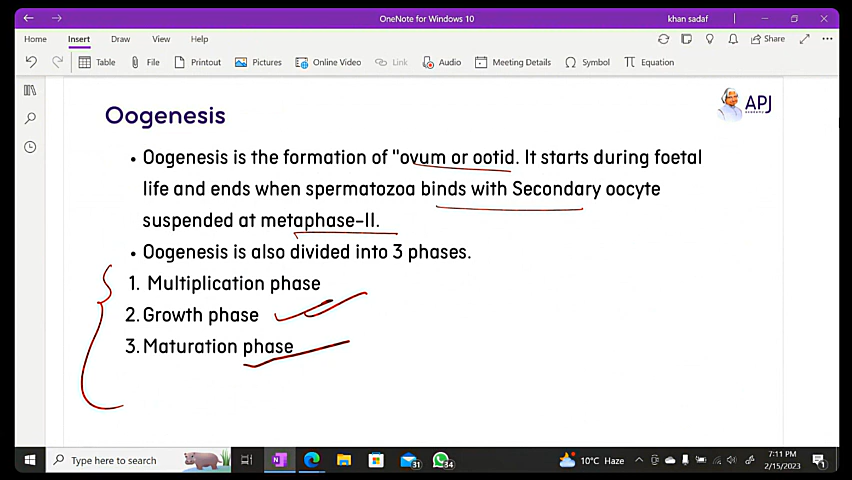 OneNote for Windows 10
khan sadaf
Home Insert Draw View Help
Share
Table File Printout Pictures Online Video Link Audio Meeting Details Symbol Equation
Oogenesis
APJ
• Oogenesis is the formation of "ovum or ootid. It starts during foetal
life and ends when spermatozoa binds with Secondary oocyte
suspended at metaphase-II.
• Oogenesis is also divided into 3 phases.
1. Multiplication phase
2. Growth phase
3. Maturation phase
Type here to search
31
34
10°C Haze
7:11 PM
2/15/2023
1